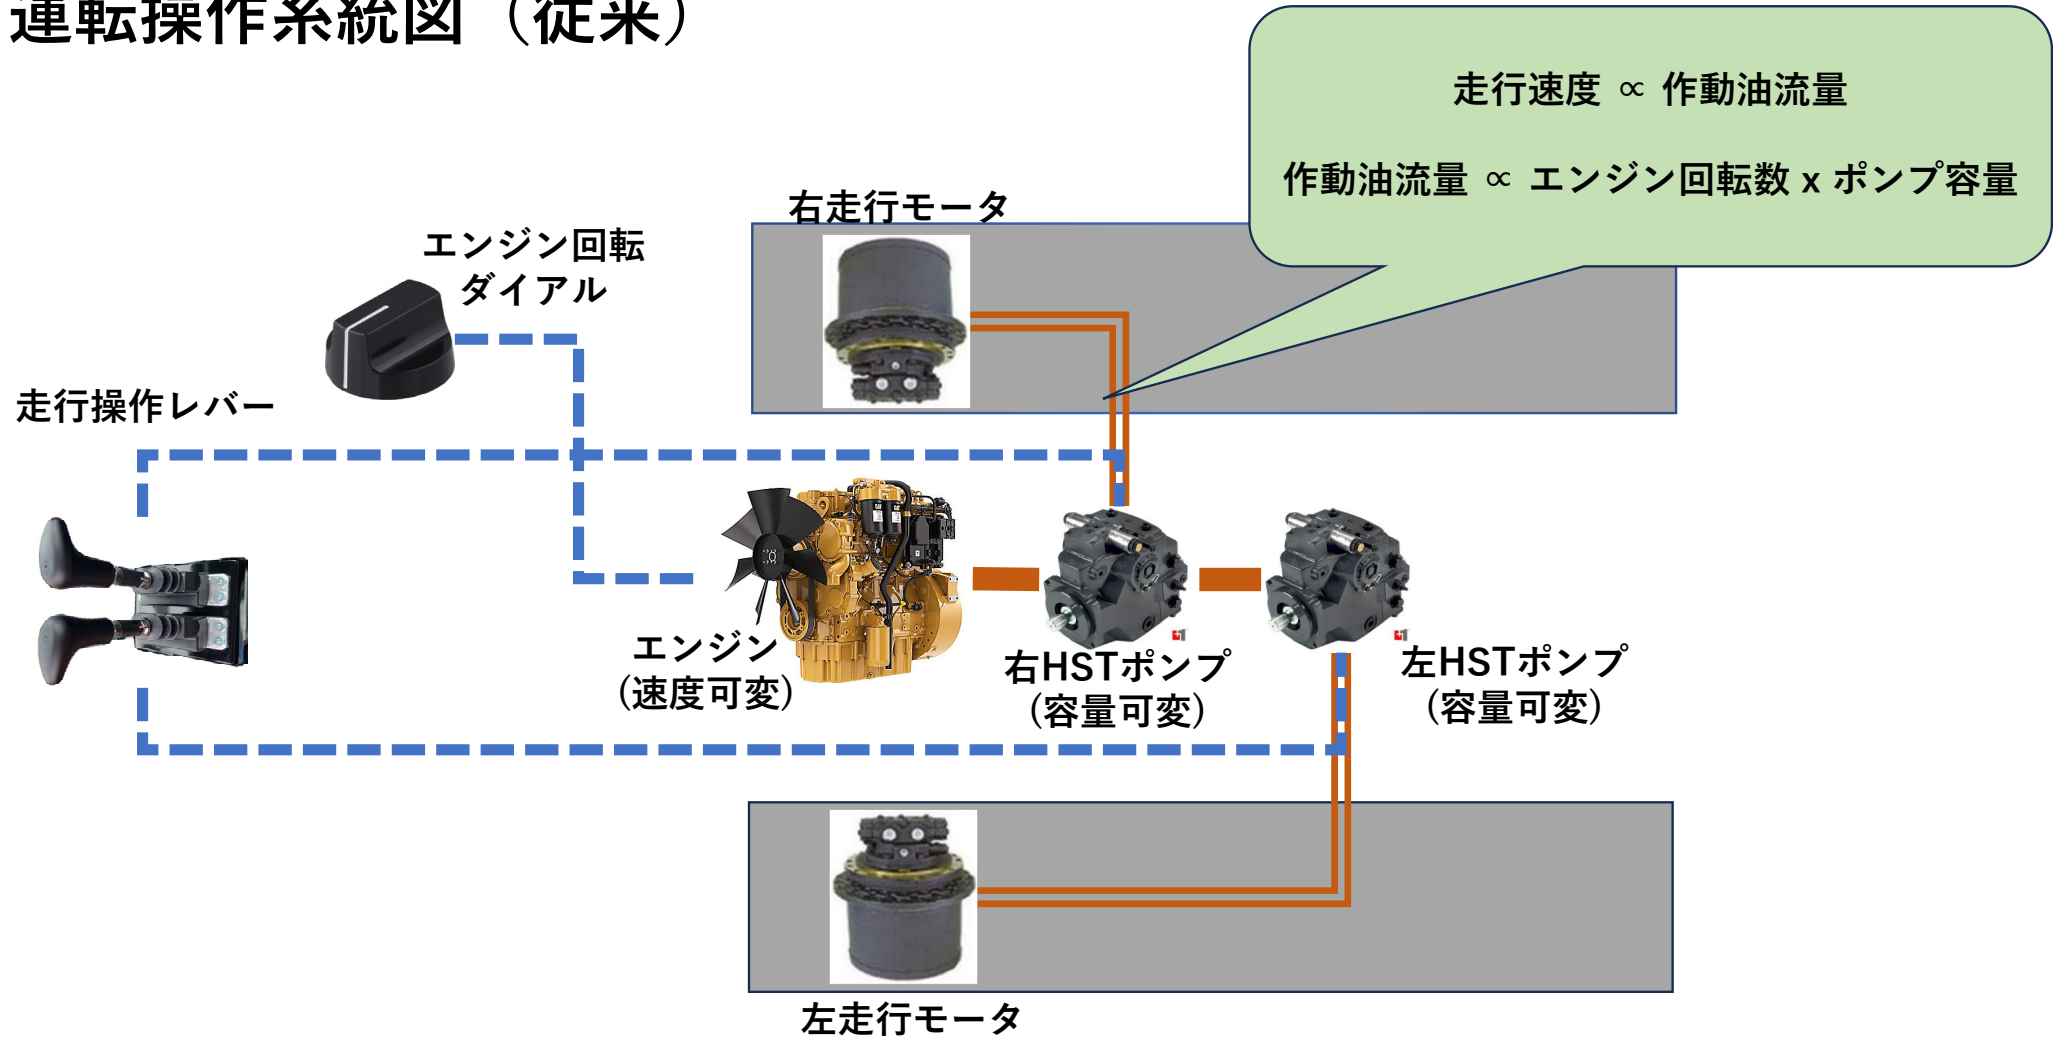 運転操作系統図（従来）
走行速度 ∝ 作動油流量
作動油流量 ∝ エンジン回転数 x ポンプ容量
右走行モータ
エンジン回転
ダイアル
走行操作レバー
エンジン
(速度可変)
右HSTポンプ
(容量可変)
左HSTポンプ
(容量可変)
左走行モータ